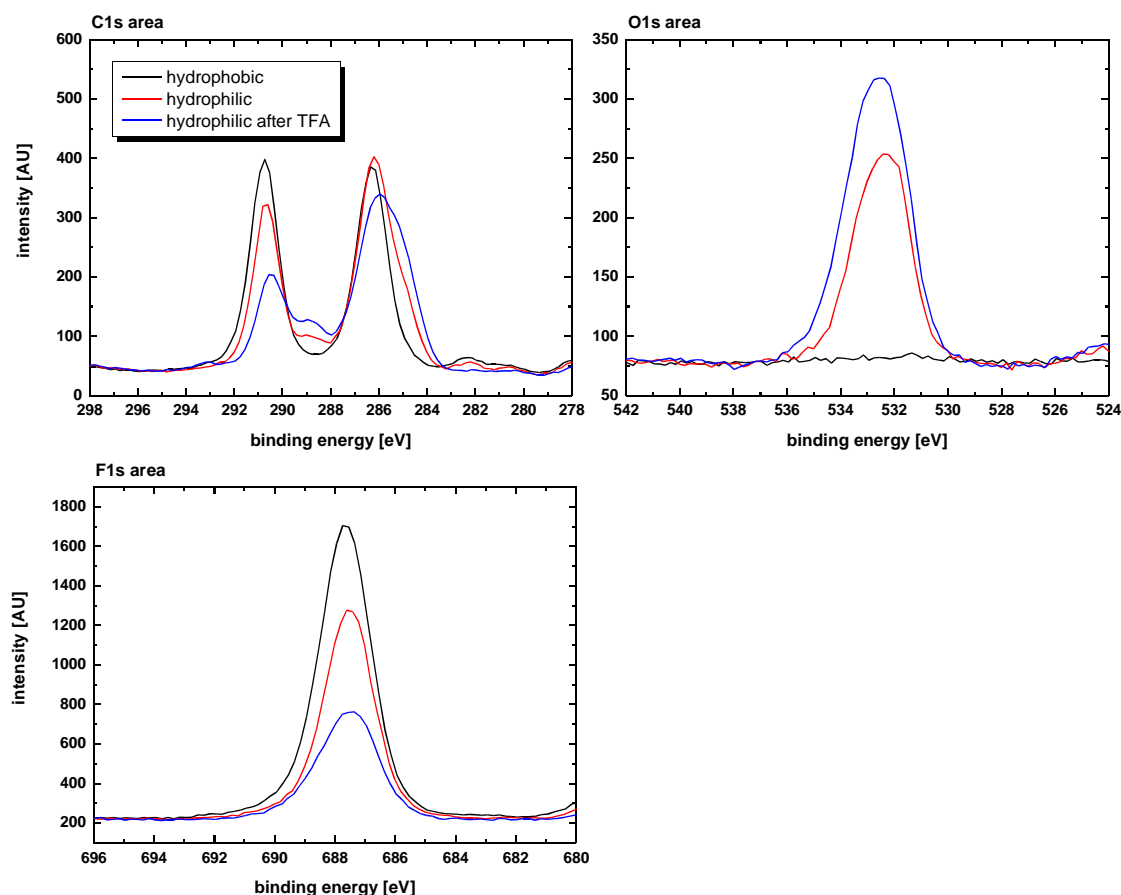 C1s area
600
500
400
300
200
100
0
hydrophobic
hydrophilic
hydrophilic after TFA
298 296 294 292 290 288 286 284 282 280 278
intensity [AU]
binding energy [eV]
O1s area
350
300
250
200
150
100
50
542 540 538 536 534 532 530 528 526 524
binding energy [eV]
F1s area
1800
1600
1400
1200
1000
800
600
400
200
696 694 692 690 688 686 684 682 680
intensity [AU]
binding energy [eV]